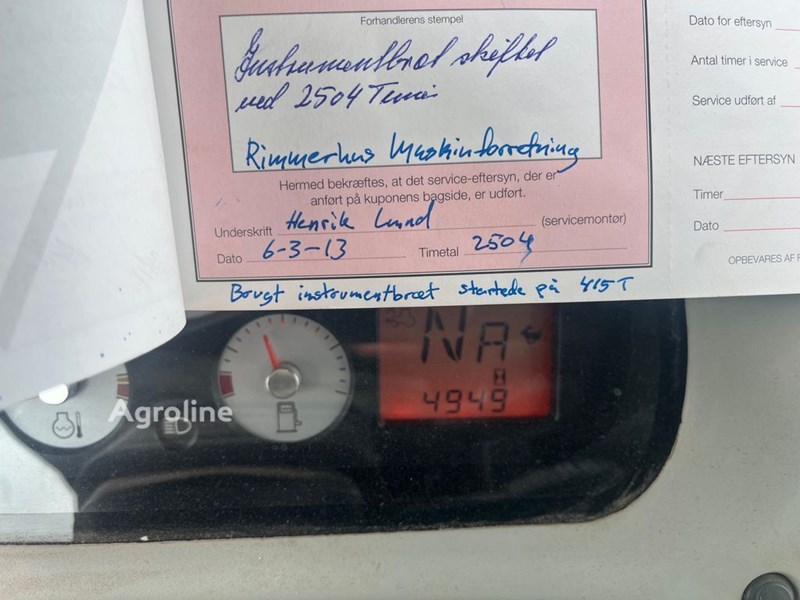 Forhandlerens stempel
Instrumentbræt skiftet
ved 2504 Timer
Rimmerhus Maskinforretning
Hermed bekræftes, at det service-eftersyn, der er
anført på kuponens bagside, er udført.
Underskrift Henrik Lund (servicemontør)
Dato 6-3-13 Timetal 2504
Brugt instrumentbræt startede på 415 T
Dato for eftersyn
Antal timer i service
Service udført af
NÆSTE EFTERSYN
Timer
Dato
OPBEVARES AF
NA
4949
Agroline